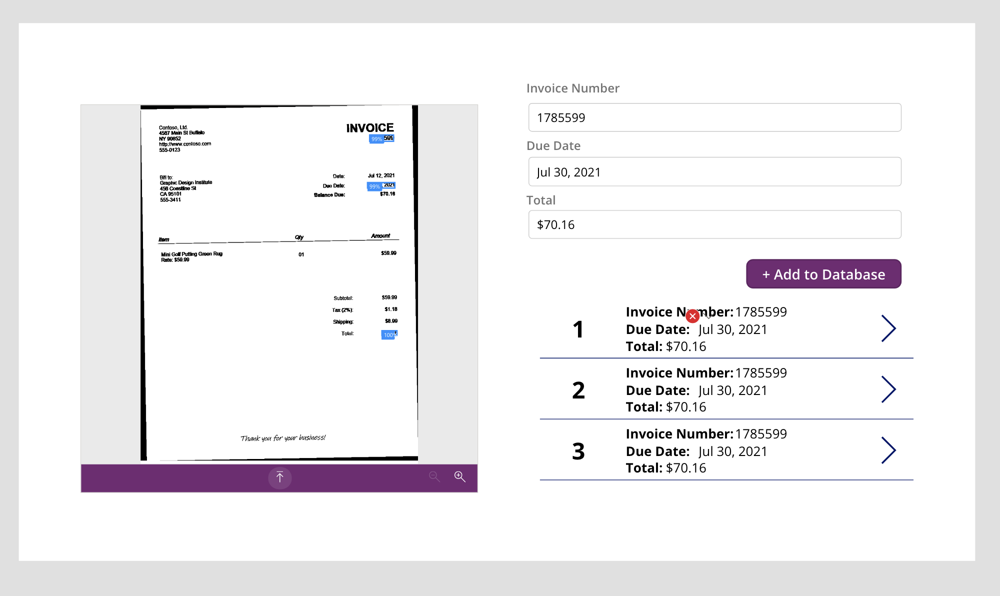 Contoso, Ltd.
4567 Main St Buffalo
NY 90852
http://www.contoso.com
555-0123
INVOICE
99% 599
Bill to:
Graphic Design Institute
456 Coastline St
CA 95101
555-3411
Date: Jul 12, 2021
Due Date: 99% 2021
Balance Due: $70.16
Item Qty Amount
Mini Golf Putting Green Rug 01 $59.99
Rate: $59.99
Subtotal: $59.99
Tax (2%): $1.18
Shipping: $8.99
Total: 100%
Thank you for your business!
Invoice Number
1785599
Due Date
Jul 30, 2021
Total
$70.16
+ Add to Database
1
Invoice Number: 1785599
Due Date: Jul 30, 2021
Total: $70.16
2
Invoice Number: 1785599
Due Date: Jul 30, 2021
Total: $70.16
3
Invoice Number: 1785599
Due Date: Jul 30, 2021
Total: $70.16